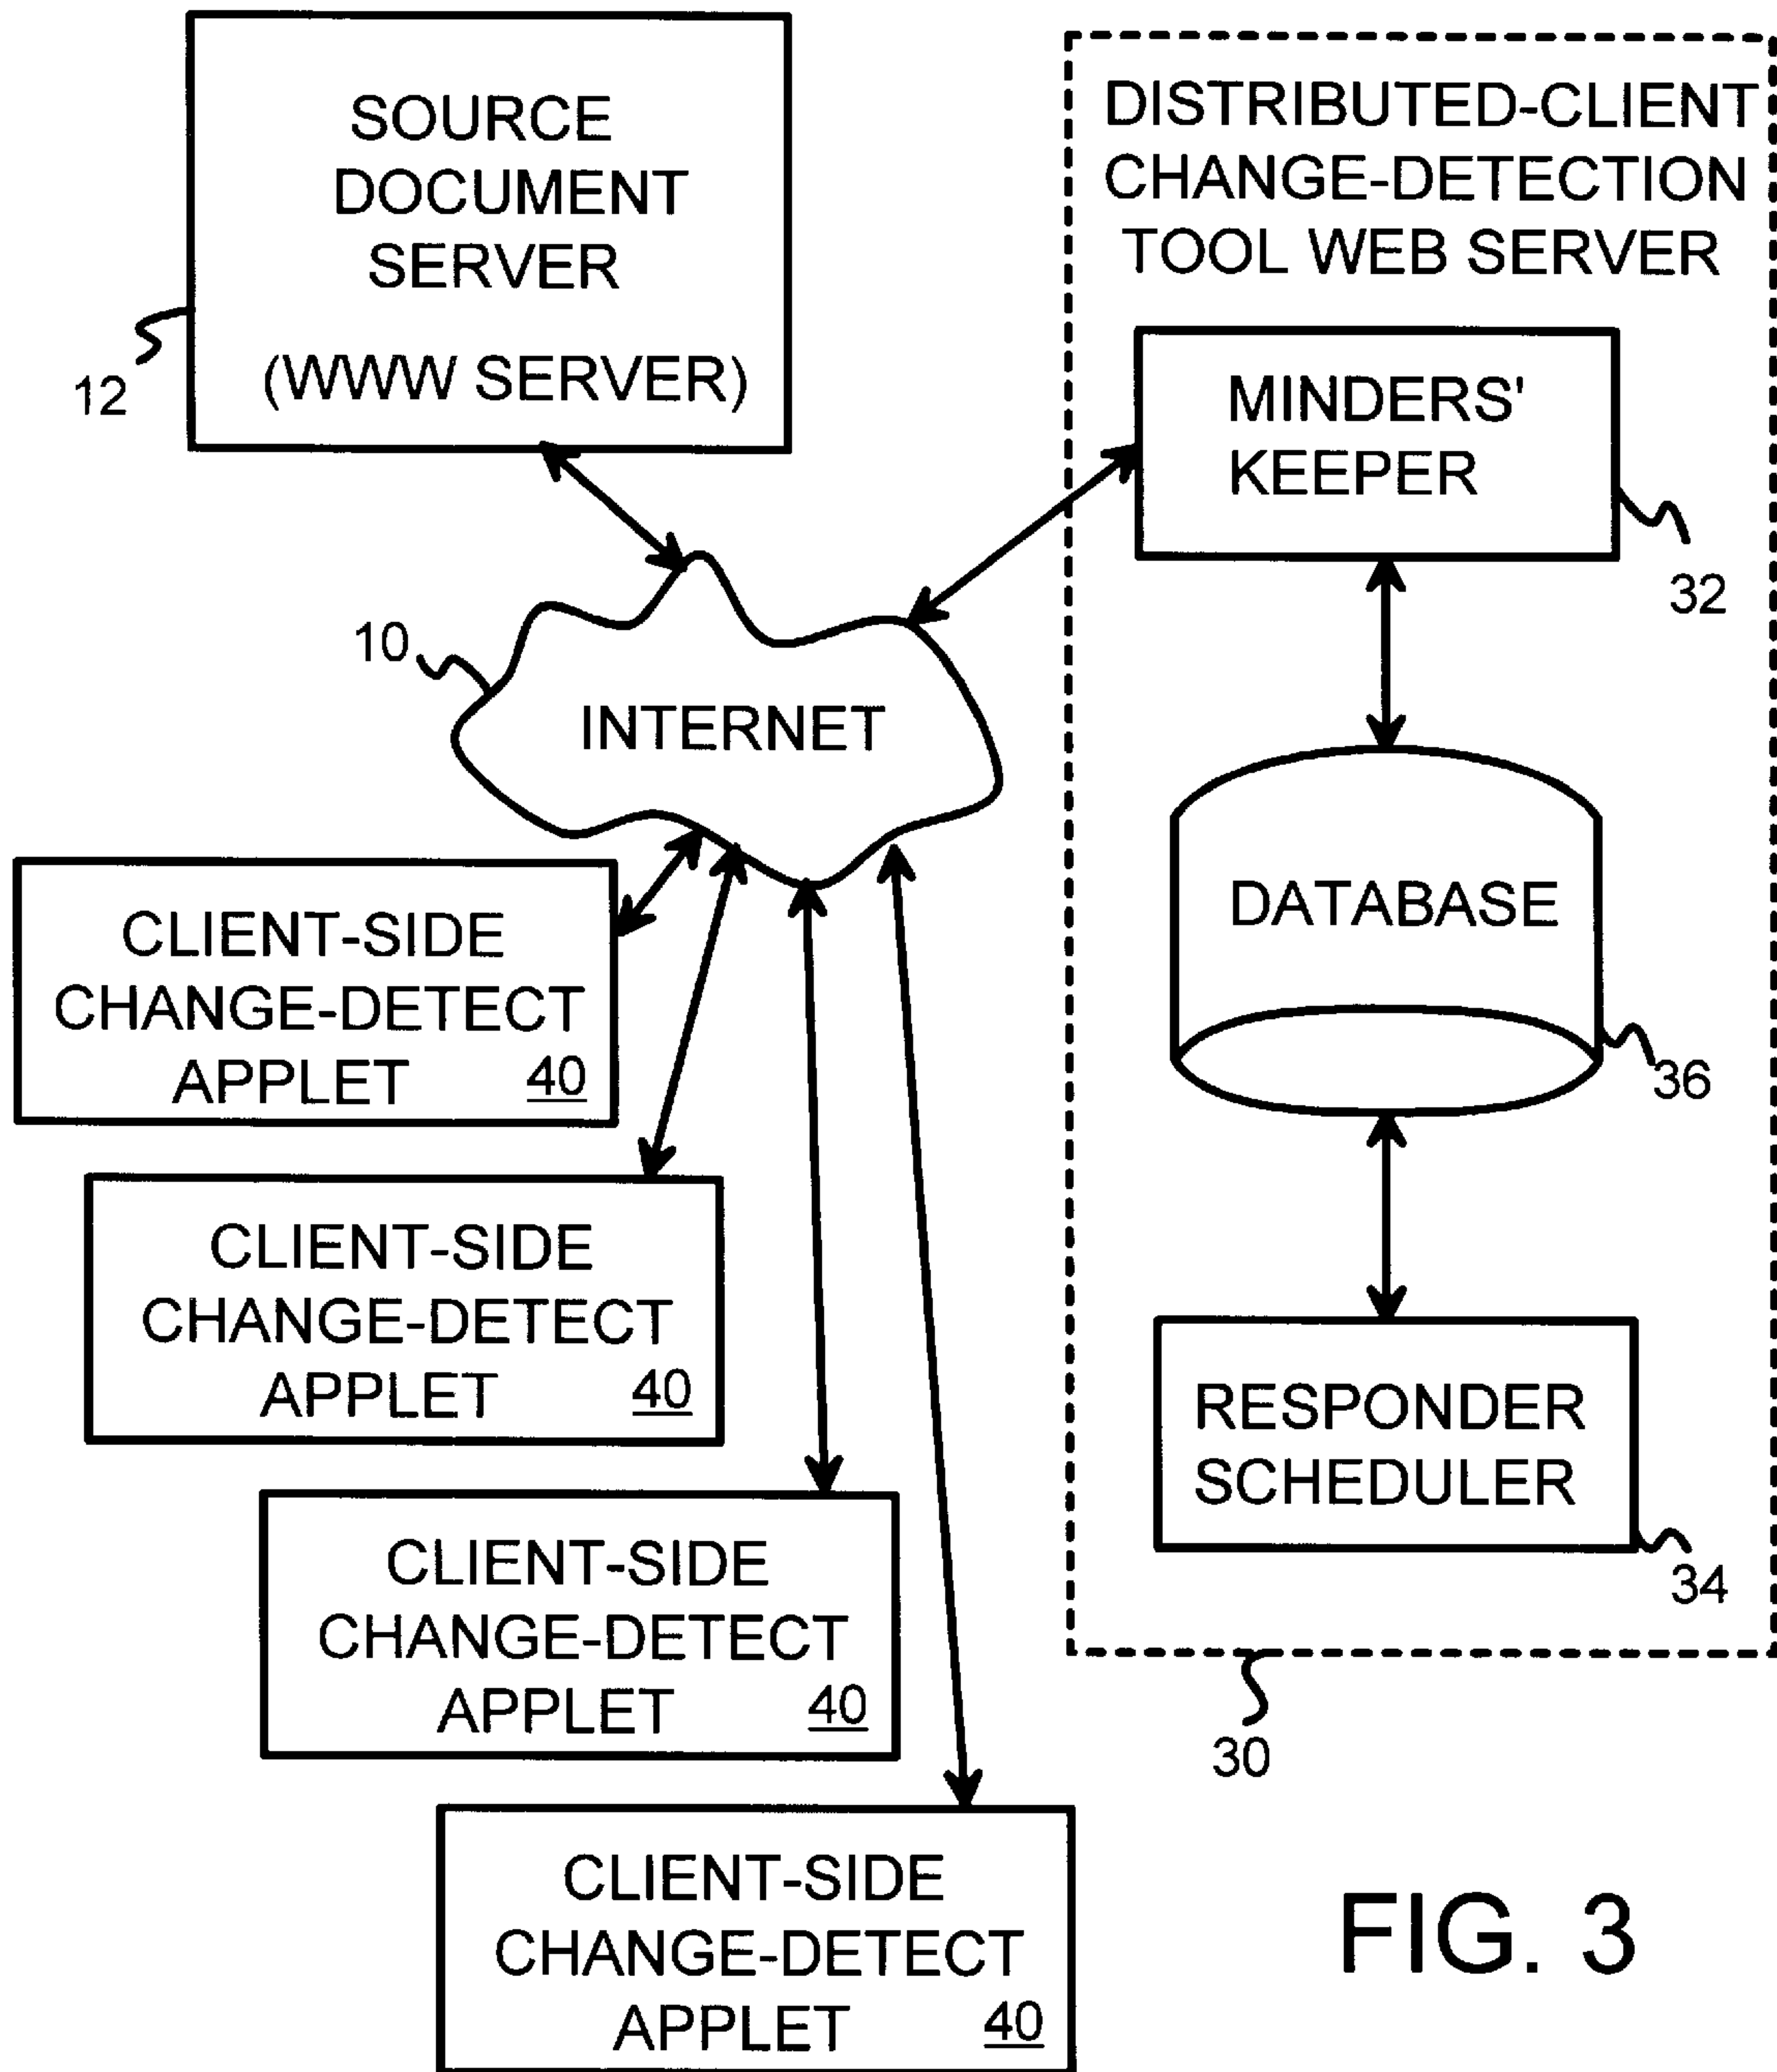 SOURCE
DOCUMENT
SERVER
(WWW SERVER)
12
DISTRIBUTED-CLIENT
CHANGE-DETECTION
TOOL WEB SERVER
MINDERS'
KEEPER
32
10
INTERNET
DATABASE
36
RESPONDER
SCHEDULER
34
30
CLIENT-SIDE
CHANGE-DETECT
APPLET 40
CLIENT-SIDE
CHANGE-DETECT
APPLET 40
CLIENT-SIDE
CHANGE-DETECT
APPLET 40
CLIENT-SIDE
CHANGE-DETECT
APPLET 40
FIG. 3